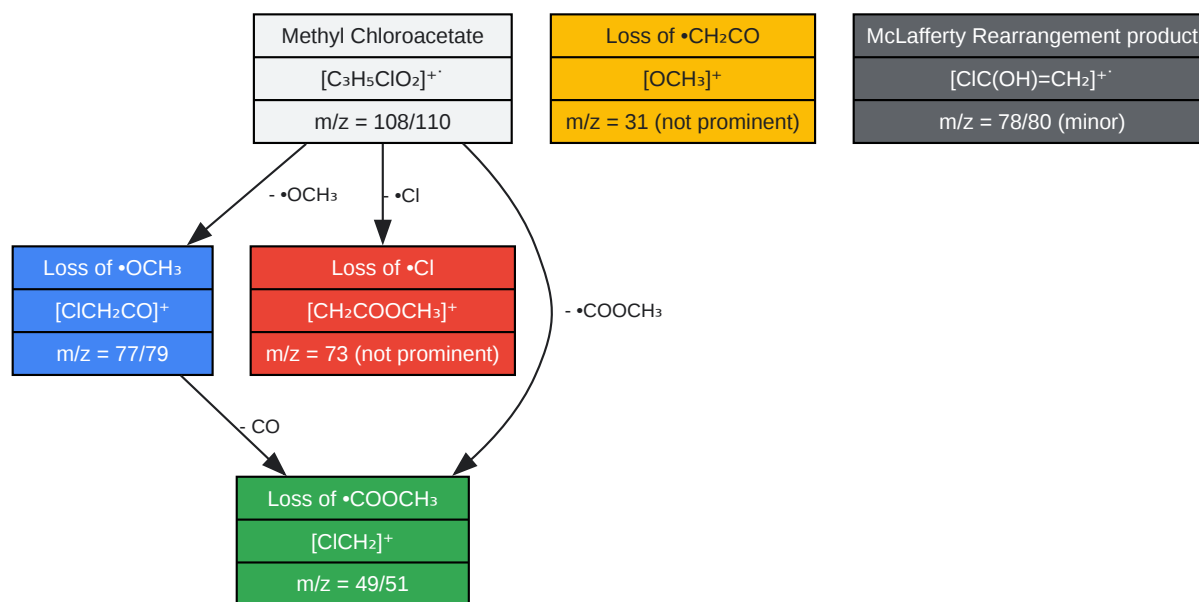 Methyl Chloroacetate
[C₃H₅ClO₂]⁺˙
m/z = 108/110
Loss of •CH₂CO
[OCH₃]⁺
m/z = 31 (not prominent)
McLafferty Rearrangement product
[ClC(OH)=CH₂]⁺˙
m/z = 78/80 (minor)
- •OCH₃
- •Cl
- •COOCH₃
Loss of •OCH₃
[ClCH₂CO]⁺
m/z = 77/79
Loss of •Cl
[CH₂COOCH₃]⁺
m/z = 73 (not prominent)
- CO
Loss of •COOCH₃
[ClCH₂]⁺
m/z = 49/51